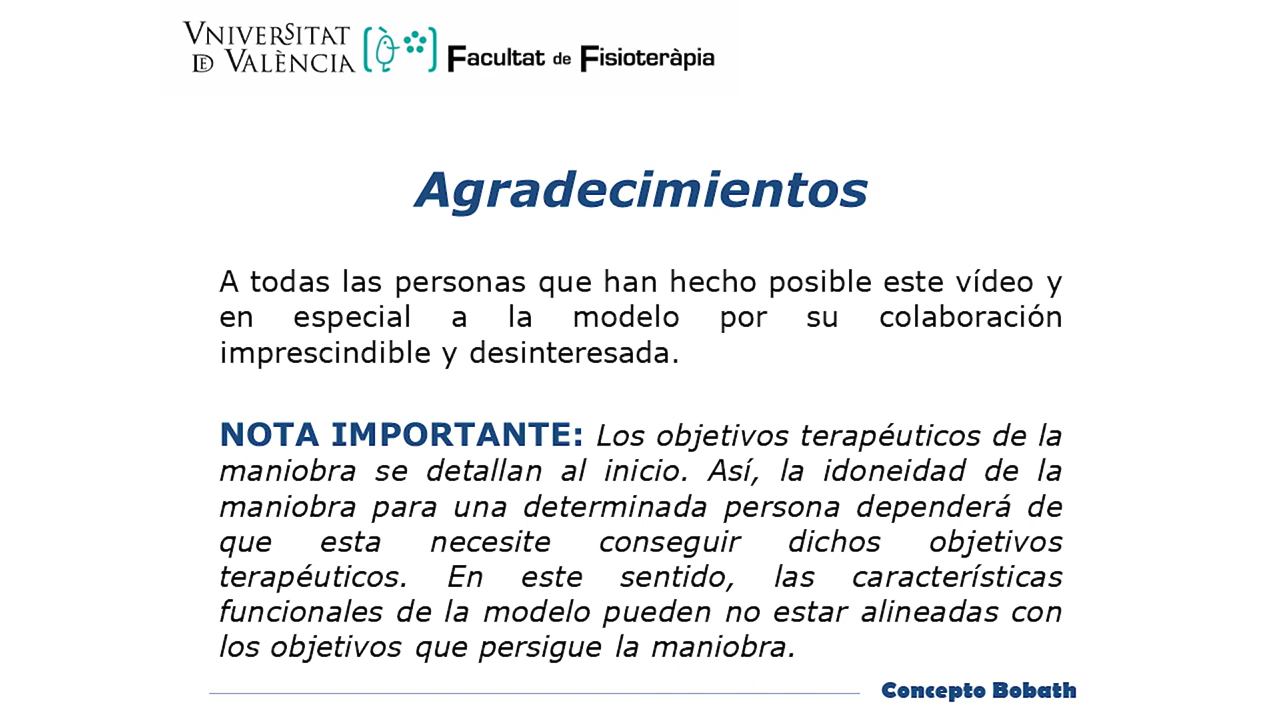 VNIVERSITAT
DE VALÈNCIA
Facultat de Fisioteràpia
Agradecimientos
A todas las personas que han hecho posible este vídeo y
en especial a la modelo por su colaboración
imprescindible y desinteresada.
NOTA IMPORTANTE: Los objetivos terapéuticos de la
maniobra se detallan al inicio. Así, la idoneidad de la
maniobra para una determinada persona dependerá de
que esta necesite conseguir dichos objetivos
terapéuticos. En este sentido, las características
funcionales de la modelo pueden no estar alineadas con
los objetivos que persigue la maniobra.
Concepto Bobath